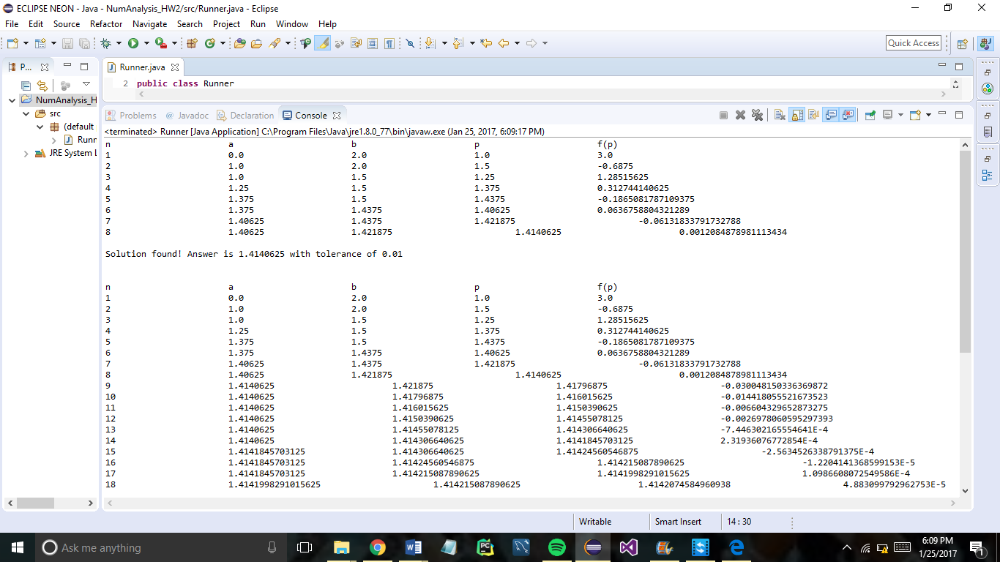 ECLIPSE NEON - Java - NumAnalysis_HW2/src/Runner.java - Eclipse
File Edit Source Refactor Navigate Search Project Run Window Help
Quick Access
P...
Runner.java
NumAnalysis_H
src
(default
Runr
JRE System L
2 public class Runner
Problems @ Javadoc Declaration Console
<terminated> Runner [Java Application] C:\Program Files\Java\jre1.8.0_77\bin\javaw.exe (Jan 25, 2017, 6:09:17 PM)
n a b p f(p)
1 0.0 2.0 1.0 3.0
2 1.0 2.0 1.5 -0.6875
3 1.0 1.5 1.25 1.28515625
4 1.25 1.5 1.375 0.312744140625
5 1.375 1.5 1.4375 -0.1865081787109375
6 1.375 1.4375 1.40625 0.0636758804321289
7 1.40625 1.4375 1.421875 -0.06131833791732788
8 1.40625 1.421875 1.4140625 0.0012084878981113434
Solution found! Answer is 1.4140625 with tolerance of 0.01
n a b p f(p)
1 0.0 2.0 1.0 3.0
2 1.0 2.0 1.5 -0.6875
3 1.0 1.5 1.25 1.28515625
4 1.25 1.5 1.375 0.312744140625
5 1.375 1.5 1.4375 -0.1865081787109375
6 1.375 1.4375 1.40625 0.0636758804321289
7 1.40625 1.4375 1.421875 -0.06131833791732788
8 1.40625 1.421875 1.4140625 0.0012084878981113434
9 1.4140625 1.421875 1.41796875 -0.030048150336369872
10 1.4140625 1.41796875 1.416015625 -0.014418055521673523
11 1.4140625 1.416015625 1.4150390625 -0.006604329652873275
12 1.4140625 1.4150390625 1.41455078125 -0.0026978060595297393
13 1.4140625 1.41455078125 1.414306640625 -7.446302165554641E-4
14 1.4140625 1.414306640625 1.4141845703125 2.31936076772854E-4
15 1.4141845703125 1.414306640625 1.41424560546875 -2.5634526338791375E-4
16 1.4141845703125 1.41424560546875 1.414215087890625 -1.2204141368599153E-5
17 1.4141845703125 1.414215087890625 1.4141998291015625 1.0986608072549586E-4
18 1.4141998291015625 1.414215087890625 1.4142074584960938 4.883099792962753E-5
Writable Smart Insert 14 : 30
Ask me anything
6:09 PM
1/25/2017
1